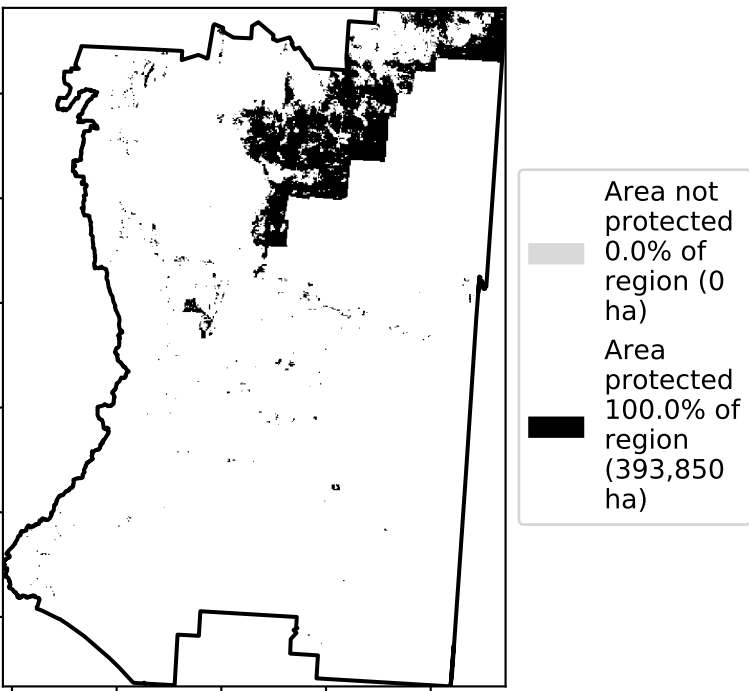 Area not
protected
0.0% of
region (0
ha)
Area
protected
100.0% of
region
(393,850
ha)